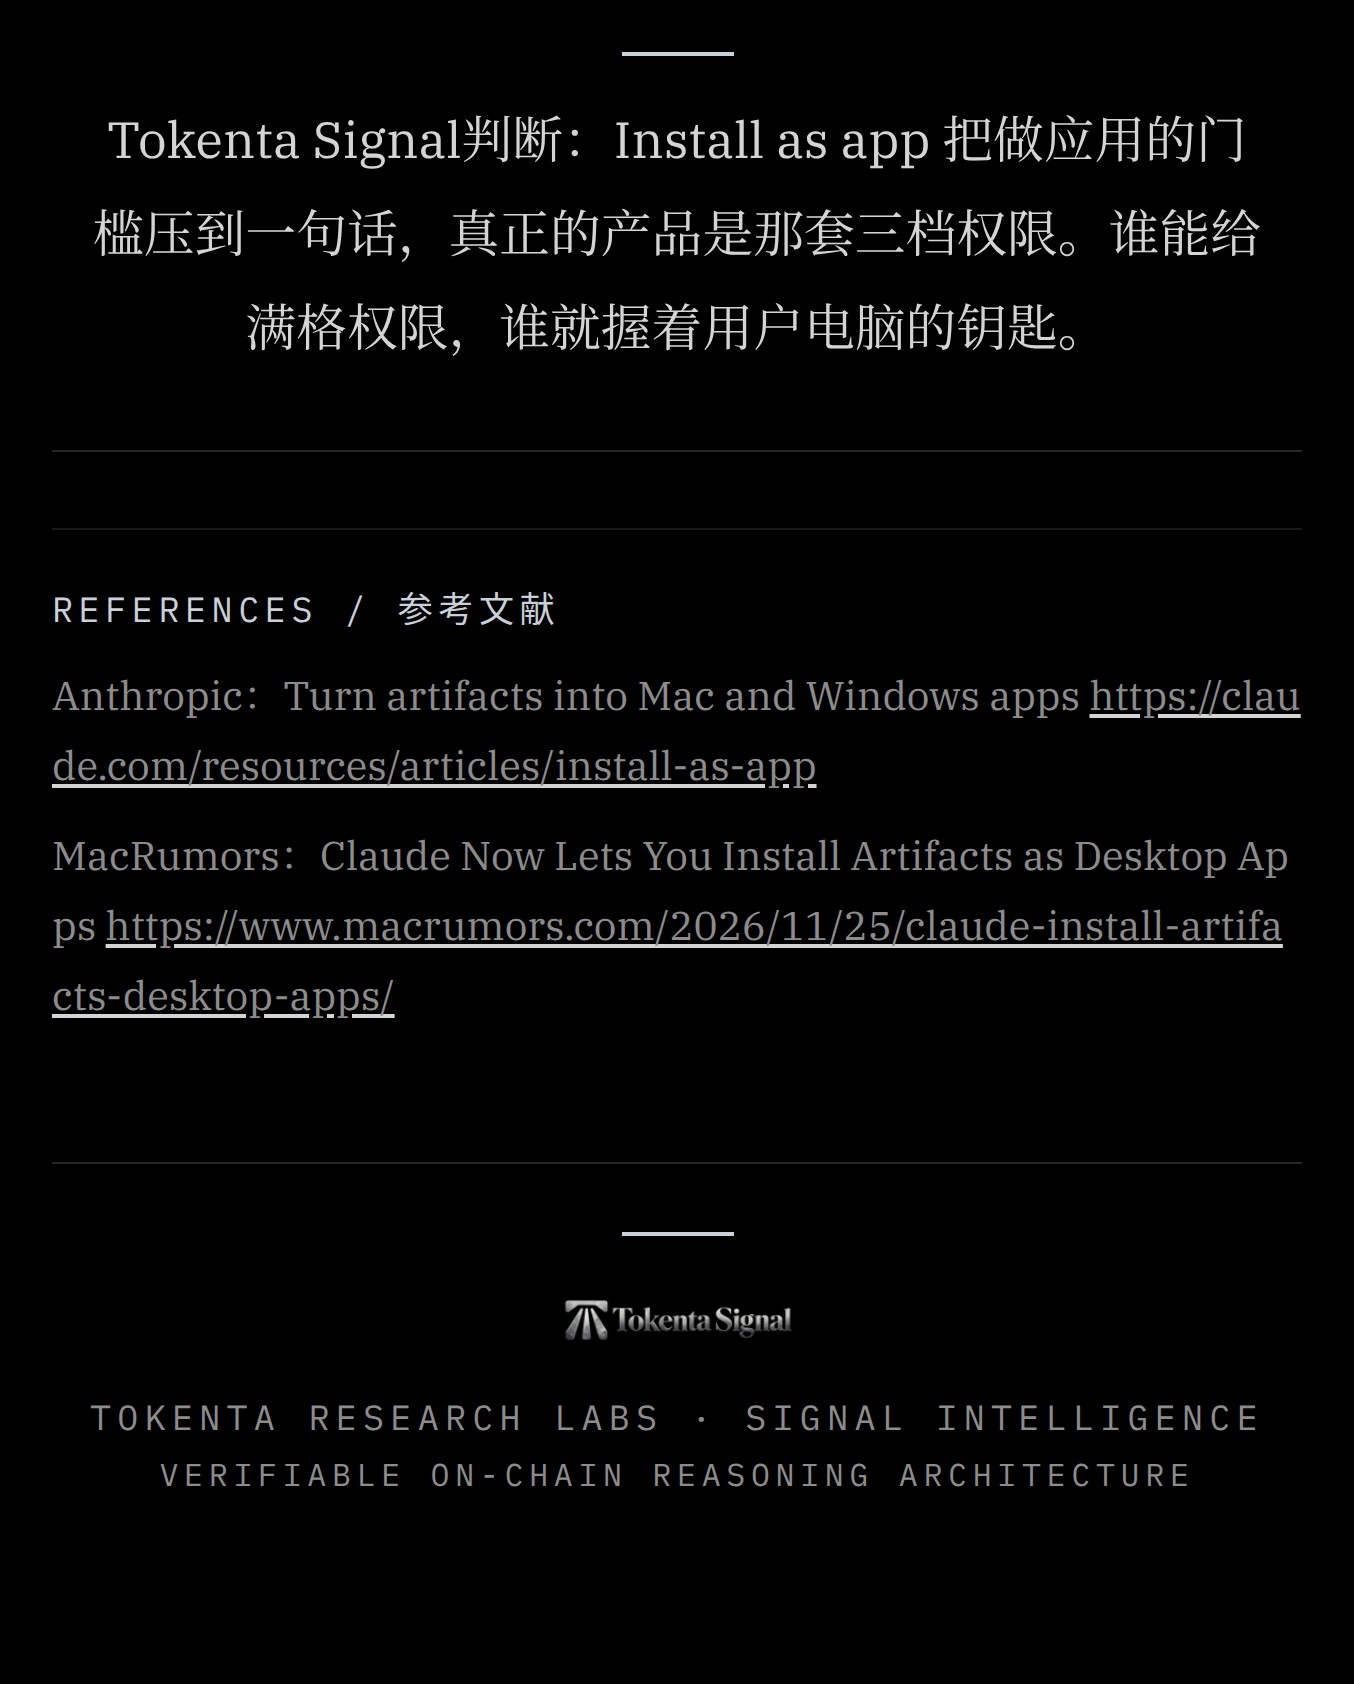 Tokenta Signal判断：Install as app 把做应用的门
槛压到一句话，真正的产品是那套三档权限。谁能给
满格权限，谁就握着用户电脑的钥匙。
REFERENCES / 参考文献
Anthropic：Turn artifacts into Mac and Windows apps https://clau
de.com/resources/articles/install-as-app
MacRumors：Claude Now Lets You Install Artifacts as Desktop Ap
ps https://www.macrumors.com/2026/11/25/claude-install-artifa
cts-desktop-apps/
Tokenta Signal
TOKENTA RESEARCH LABS · SIGNAL INTELLIGENCE
VERIFIABLE ON-CHAIN REASONING ARCHITECTURE